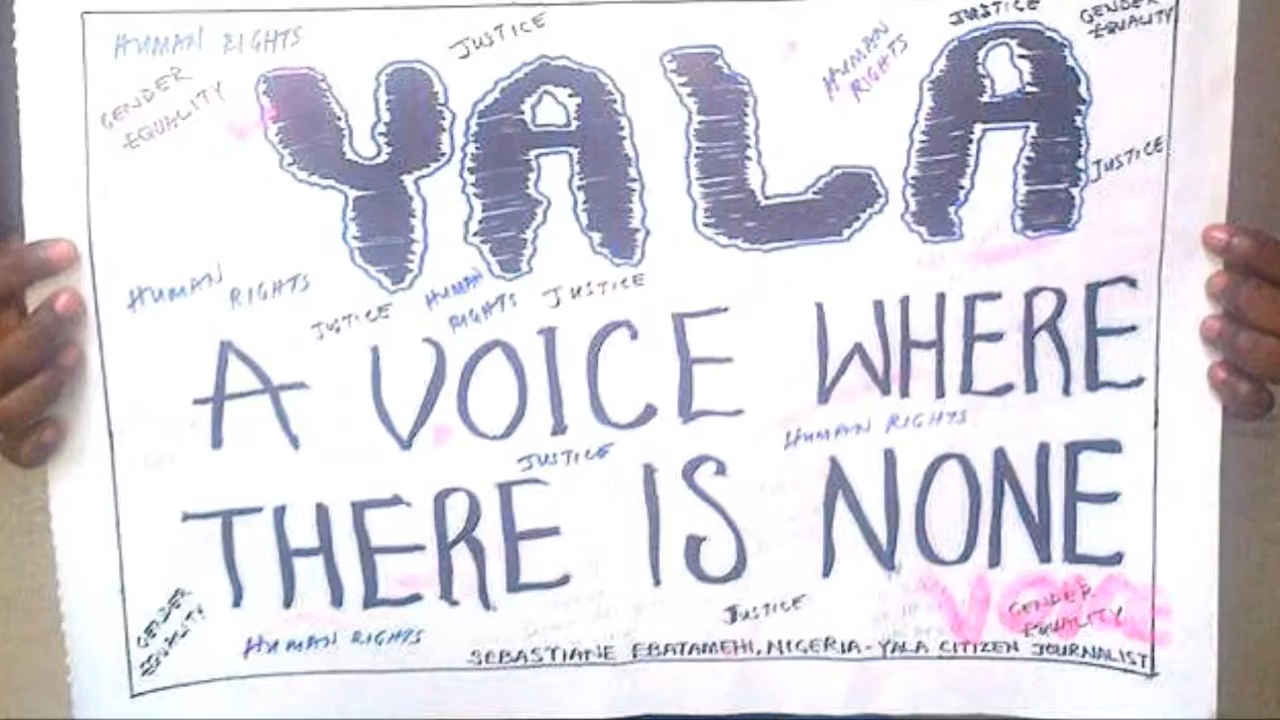 HUMAN RIGHTS
JUSTICE
JUSTICE
GENDER
EQUALITY
GENDER
EQUALITY
HUMAN
RIGHTS
YALA
JUSTICE
HUMAN
RIGHTS
JUSTICE
HUMAN
RIGHTS
JUSTICE
A VOICE WHERE
HUMAN RIGHTS
JUSTICE
THERE IS NONE
GENDER
EQUALITY
JUSTICE
GENDER
EQUALITY
HUMAN RIGHTS
SEBASTIANE EBATAMEHI, NIGERIA - YALA CITIZEN JOURNALIST